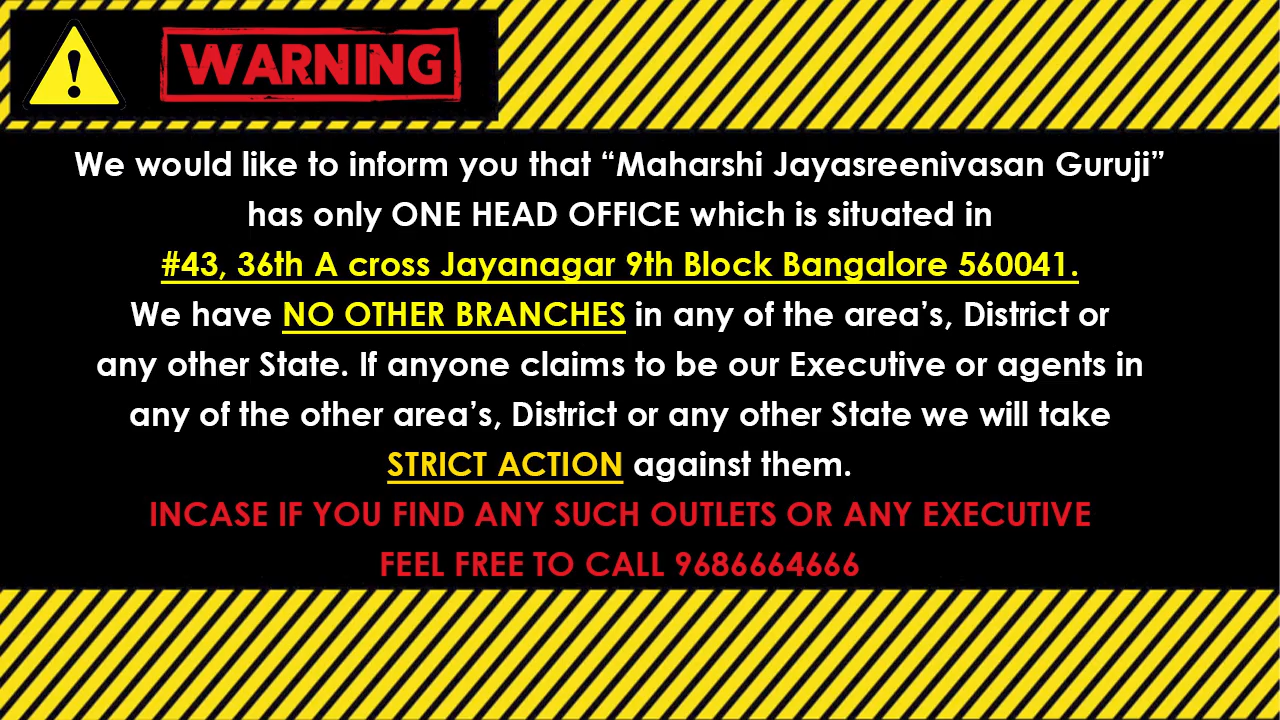 WARNING
We would like to inform you that “Maharshi Jayasreenivasan Guruji”
has only ONE HEAD OFFICE which is situated in
#43, 36th A cross Jayanagar 9th Block Bangalore 560041.
We have NO OTHER BRANCHES in any of the area’s, District or
any other State. If anyone claims to be our Executive or agents in
any of the other area’s, District or any other State we will take
STRICT ACTION against them.
INCASE IF YOU FIND ANY SUCH OUTLETS OR ANY EXECUTIVE
FEEL FREE TO CALL 9686664666